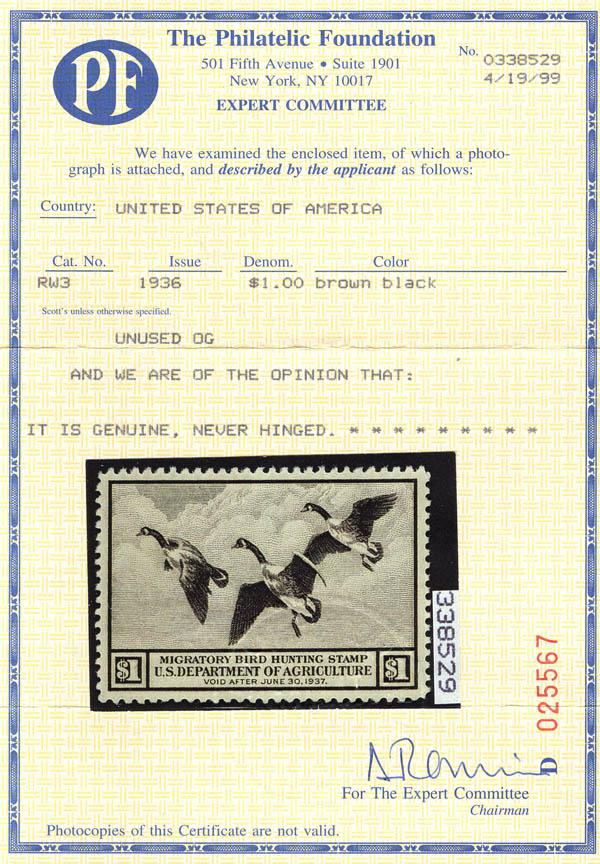 PF
The Philatelic Foundation
501 Fifth Avenue • Suite 1901
New York, NY 10017
EXPERT COMMITTEE
No. 0338529
4/19/99
We have examined the enclosed item, of which a photo-
graph is attached, and described by the applicant as follows:
Country: UNITED STATES OF AMERICA
Cat. No. Issue Denom. Color
RW3 1936 $1.00 brown black
Scott's unless otherwise specified.
UNUSED OG
AND WE ARE OF THE OPINION THAT:
IT IS GENUINE, NEVER HINGED. * * * * * * * * *
MIGRATORY BIRD HUNTING STAMP
$1 U.S.DEPARTMENT OF AGRICULTURE $1
VOID AFTER JUNE 30, 1937.
338529
025567
D
For The Expert Committee
Chairman
Photocopies of this Certificate are not valid.